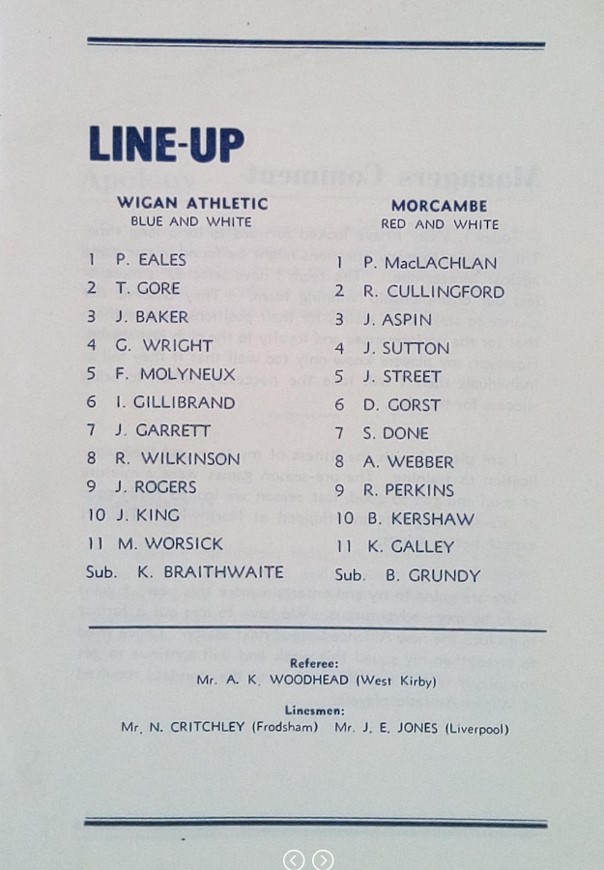 LINE-UP
WIGAN ATHLETIC
BLUE AND WHITE
1 P. EALES
2 T. GORE
3 J. BAKER
4 G. WRIGHT
5 F. MOLYNEUX
6 I. GILLIBRAND
7 J. GARRETT
8 R. WILKINSON
9 J. ROGERS
10 J. KING
11 M. WORSICK
Sub. K. BRAITHWAITE
MORCAMBE
RED AND WHITE
1 P. MacLACHLAN
2 R. CULLINGFORD
3 J. ASPIN
4 J. SUTTON
5 J. STREET
6 D. GORST
7 S. DONE
8 A. WEBBER
9 R. PERKINS
10 B. KERSHAW
11 K. GALLEY
Sub. B. GRUNDY
Referee:
Mr. A. K. WOODHEAD (West Kirby)
Linesmen:
Mr. N. CRITCHLEY (Frodsham) Mr. J. E. JONES (Liverpool)